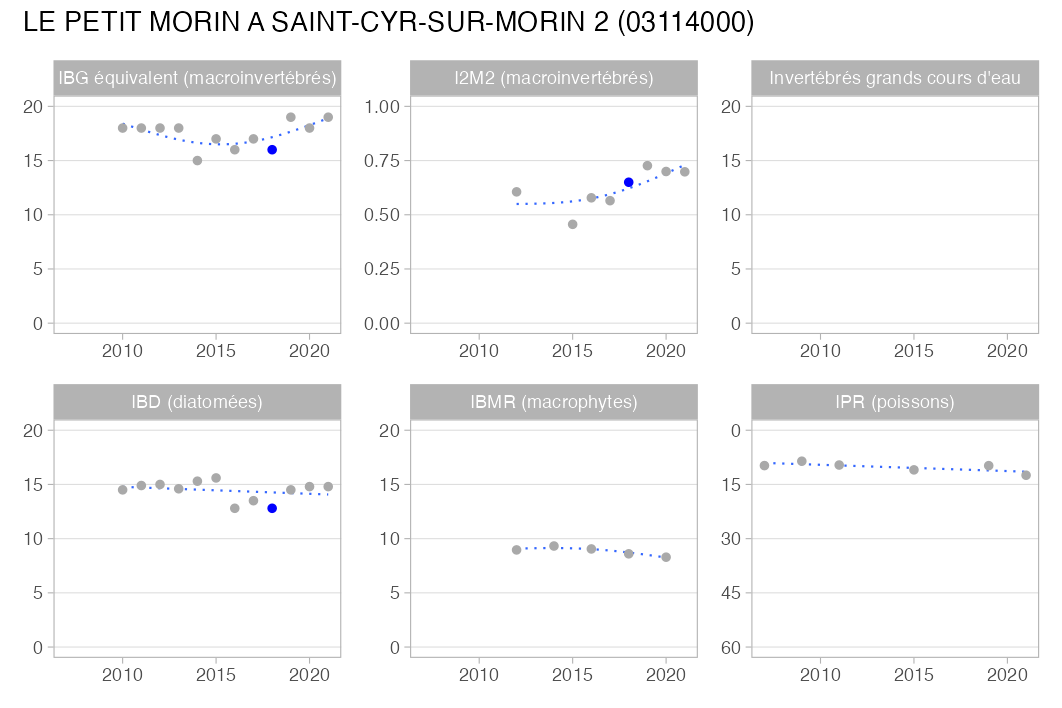 LE PETIT MORIN A SAINT-CYR-SUR-MORIN 2 (03114000)
IBG équivalent (macroinvertébrés)
20
15
10
5
0
2010 2015 2020
I2M2 (macroinvertébrés)
1.00
0.75
0.50
0.25
0.00
2010 2015 2020
Invertébrés grands cours d'eau
20
15
10
5
0
2010 2015 2020
IBD (diatomées)
20
15
10
5
0
2010 2015 2020
IBMR (macrophytes)
20
15
10
5
0
2010 2015 2020
IPR (poissons)
0
15
30
45
60
2010 2015 2020